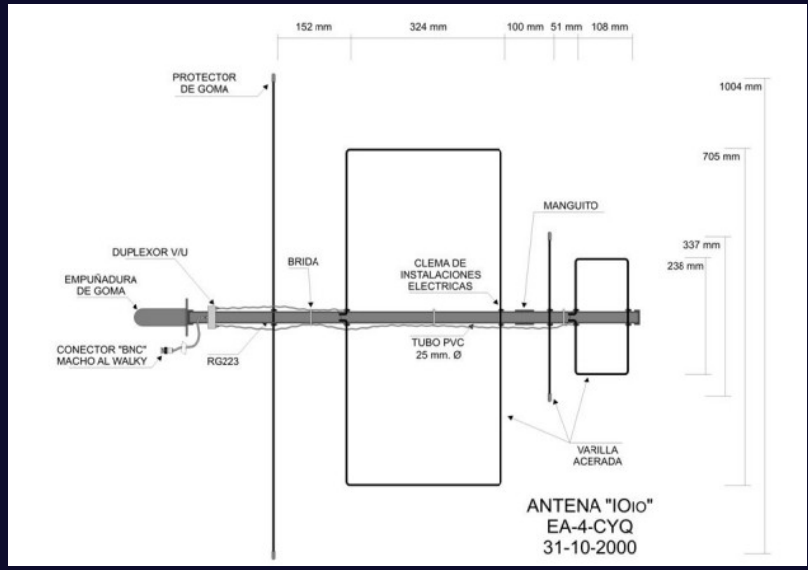 152 mm
324 mm
100 mm
51 mm
108 mm
PROTECTOR
DE GOMA
1004 mm
705 mm
MANGUITO
337 mm
238 mm
DUPLEXOR V/U
BRIDA
CLEMA DE
INSTALACIONES
ELECTRICAS
EMPUÑADURA
DE GOMA
CONECTOR "BNC"
MACHO AL WALKY
RG223
TUBO PVC
25 mm. Ø
VARILLA
ACERADA
ANTENA "IOIO"
EA-4-CYQ
31-10-2000